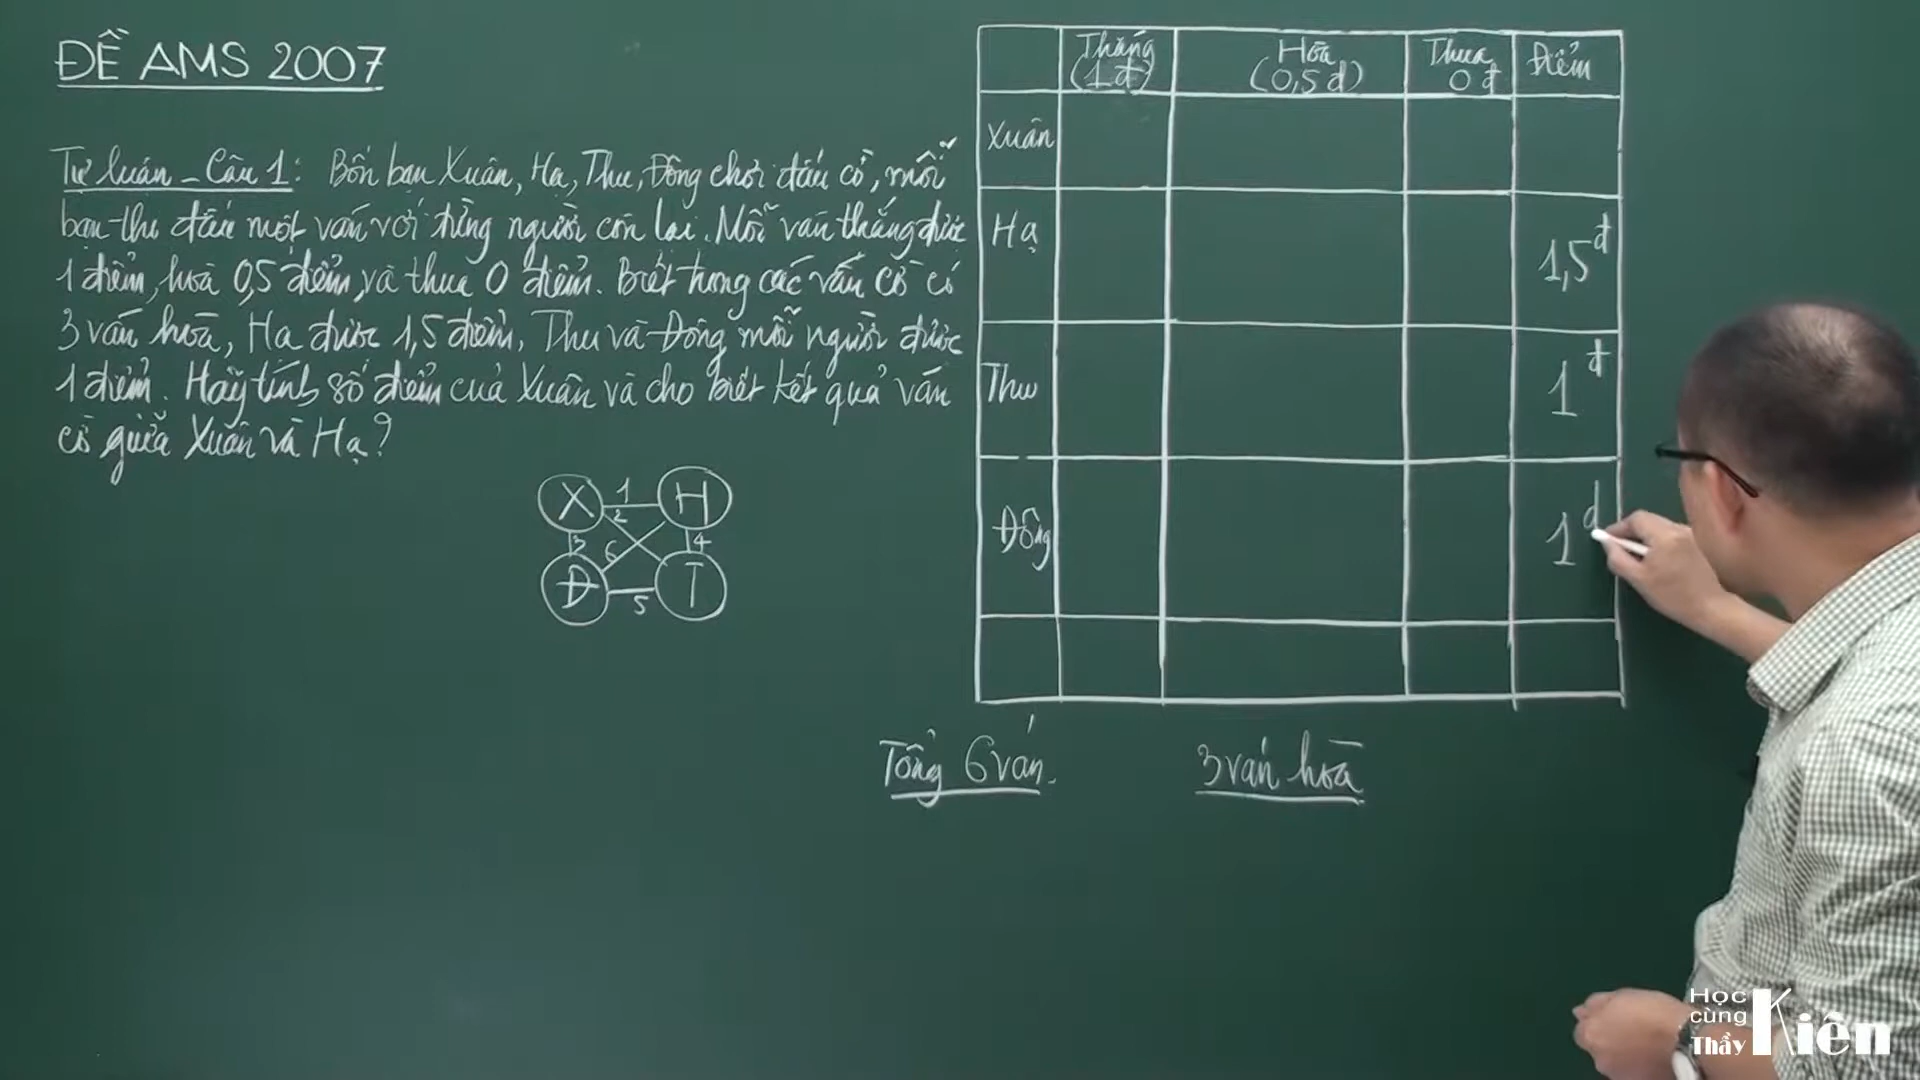 ĐỀ AMS 2007
Tự luận - Câu 1: Bốn bạn Xuân, Hạ, Thu, Đông chơi đấu cờ, mỗi
bạn thi đấu một ván với từng người còn lại. Mỗi ván thắng được
1 điểm, hoà 0,5 điểm, và thua 0 điểm. Biết trong các ván cờ có
3 ván hoà, Hạ được 1,5 điểm, Thu và Đông mỗi người được
1 điểm. Hãy tính số điểm của Xuân và cho biết kết quả ván
cờ giữa Xuân và Hạ?
X 1 H
2
3 6 4
Đ 5 T
Thắng (1đ) Hòa (0,5đ) Thua 0đ Điểm
Xuân
Hạ 1,5đ
Thu 1đ
Đông 1đ
Tổng 6 ván. 3 ván hoà
Học
cùng
Thầy Kiên